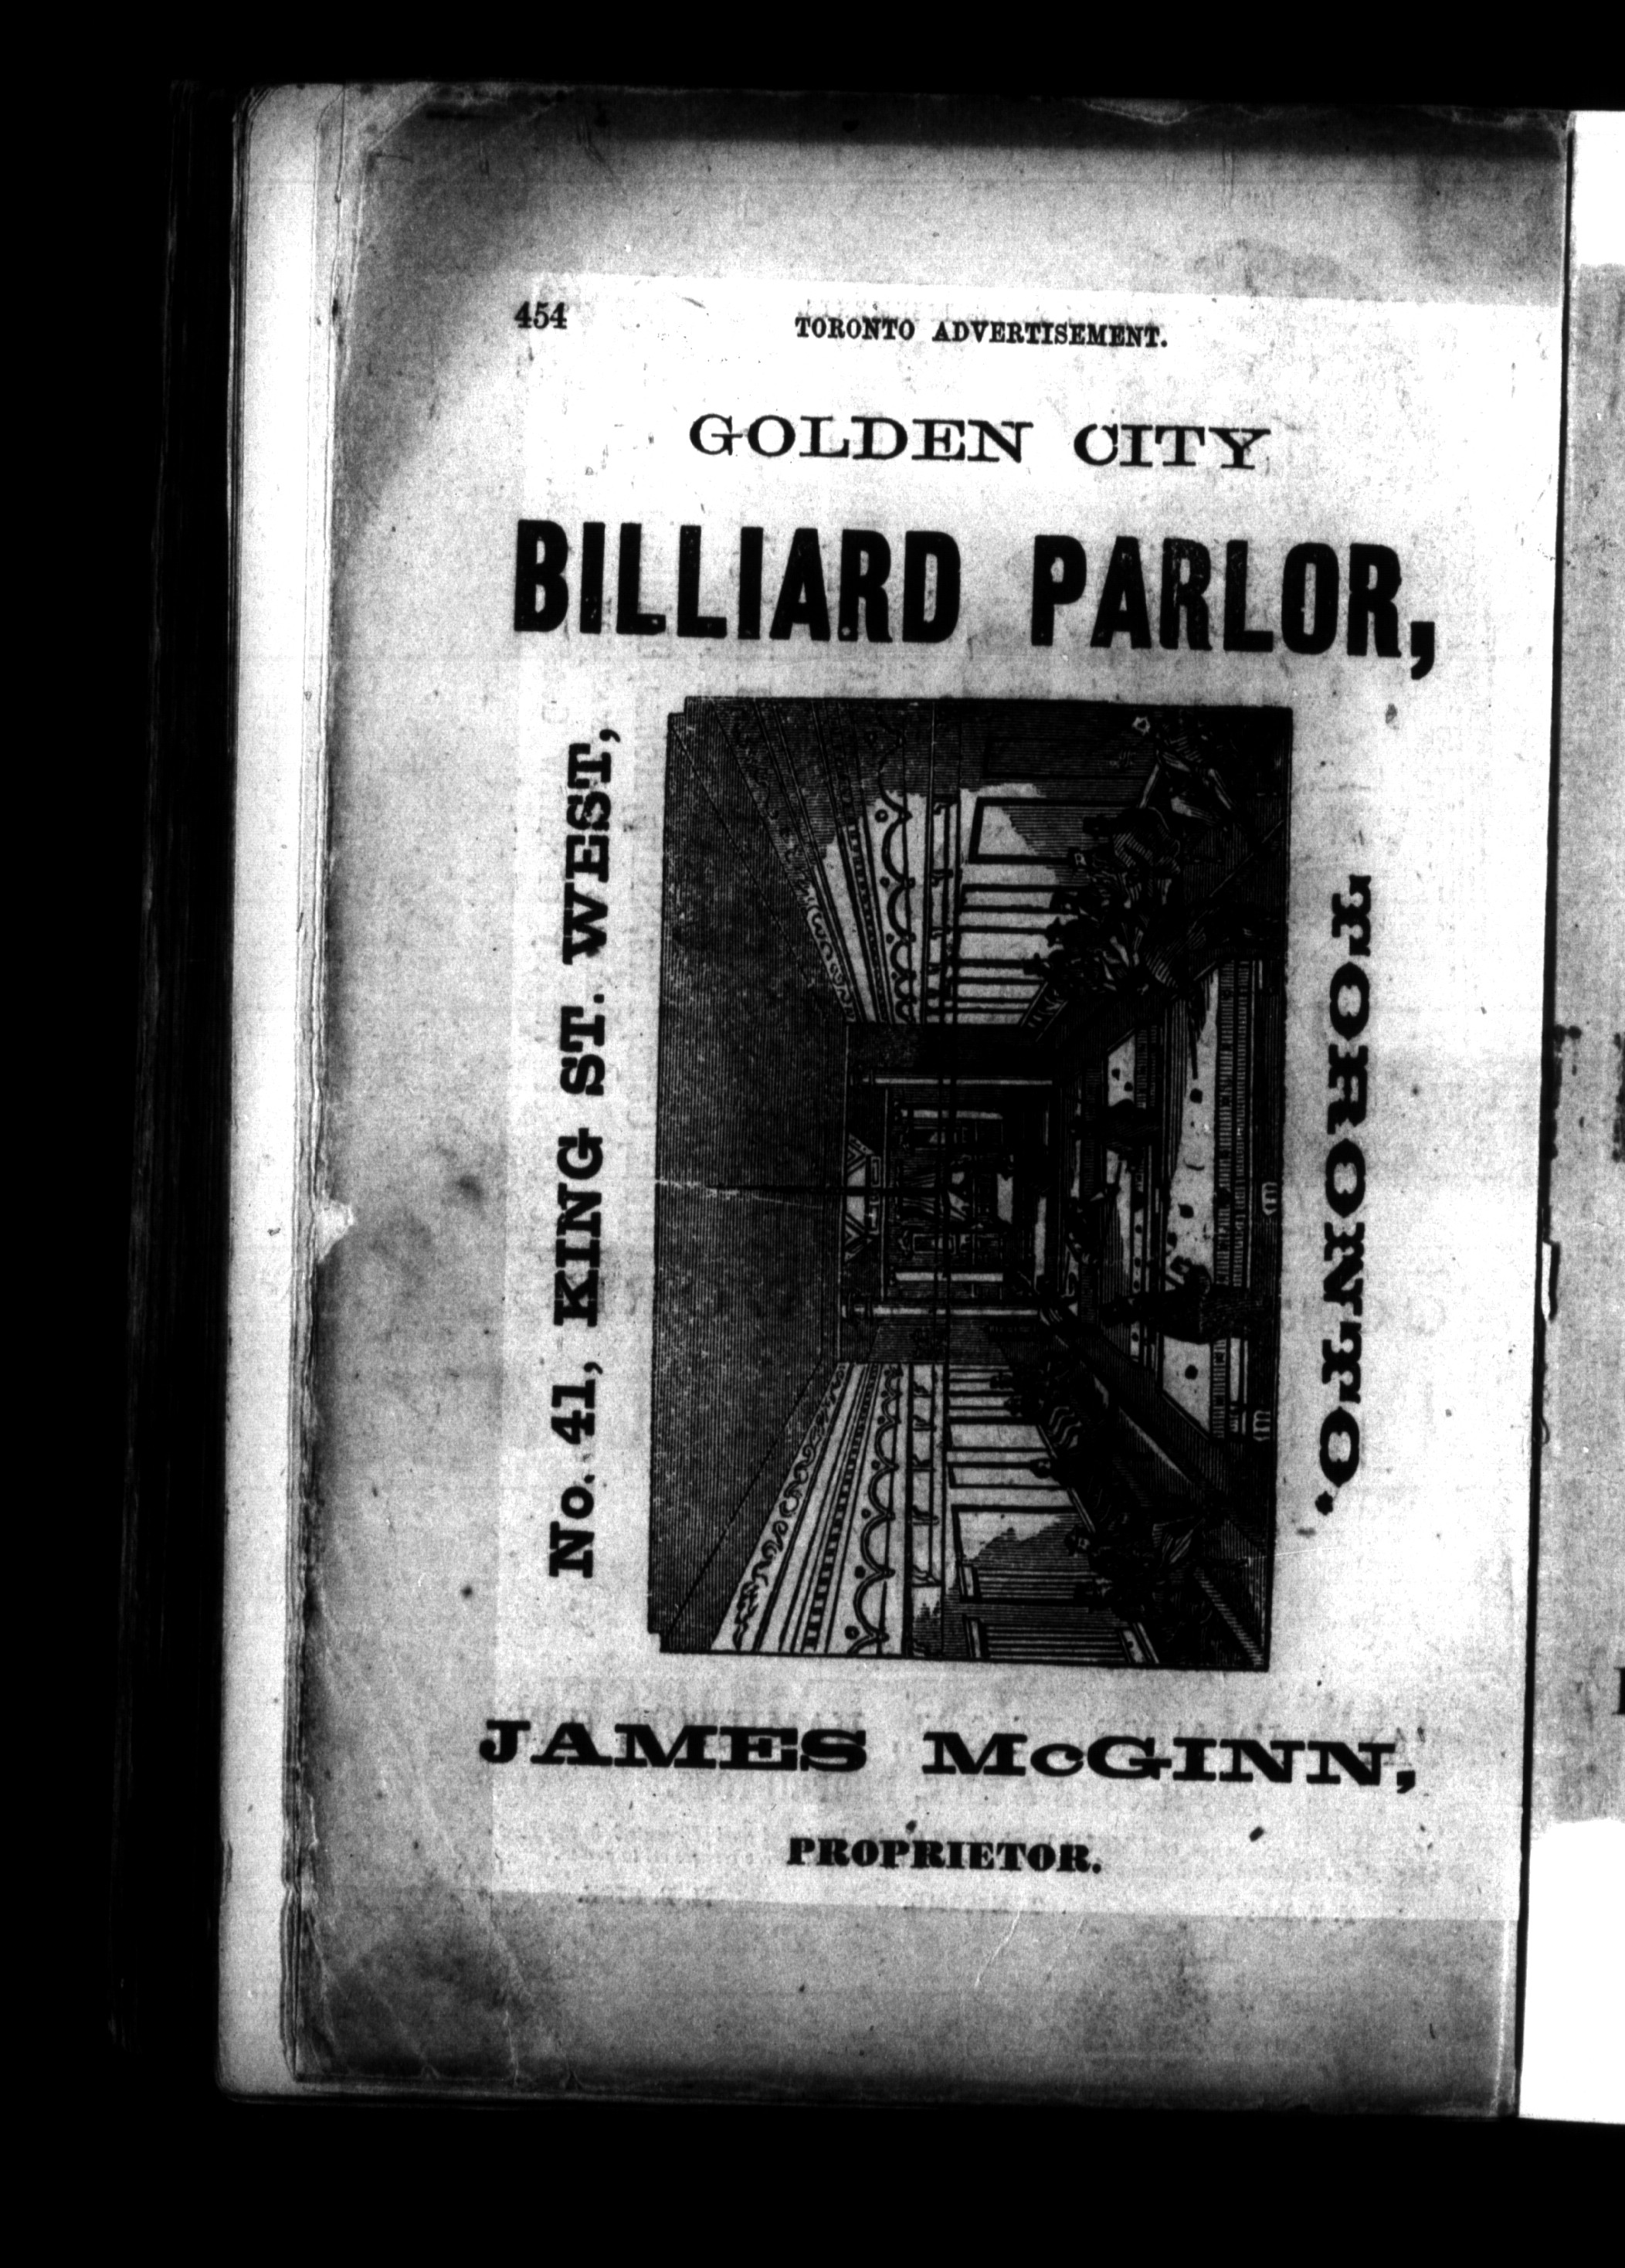 454
TORONTO ADVERTISEMENT.
GOLDEN CITY
BILLIARD PARLOR,
No. 41, KING ST. WEST,
TORONTO.
JAMES McGINN,
PROPRIETOR.